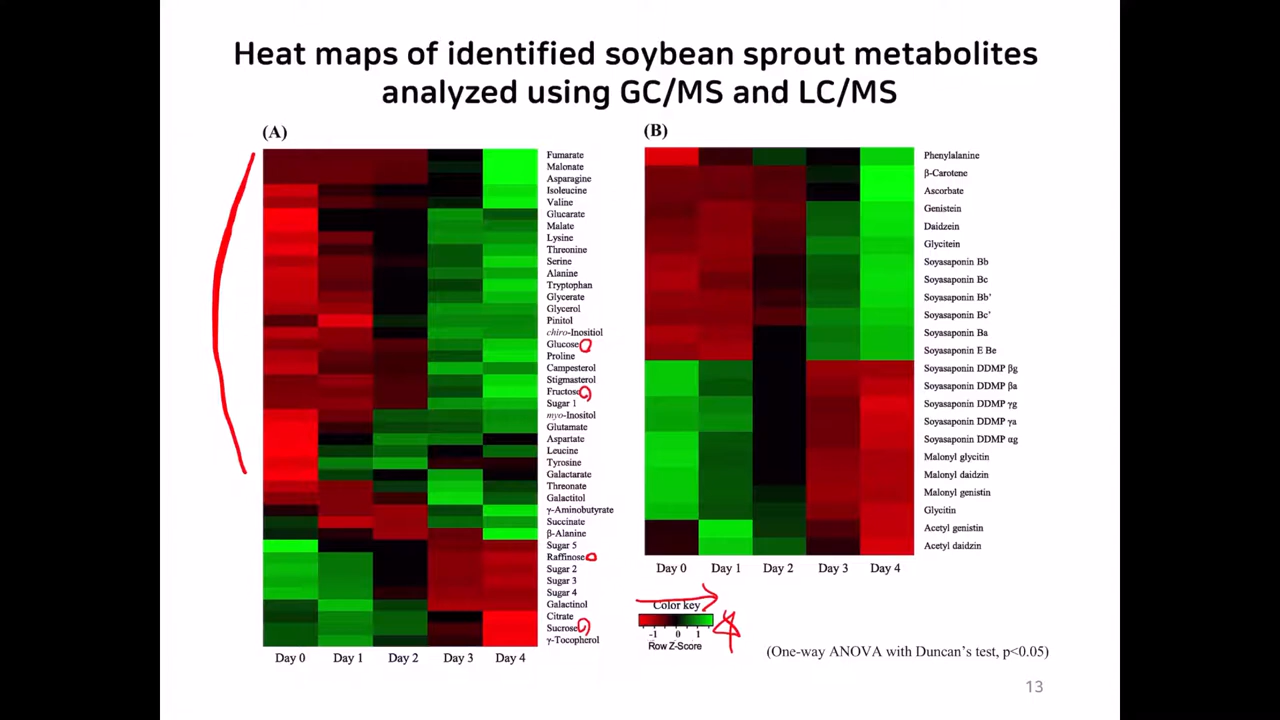 Heat maps of identified soybean sprout metabolites
analyzed using GC/MS and LC/MS
(A)
Fumarate
Malonate
Asparagine
Isoleucine
Valine
Glucarate
Malate
Lysine
Threonine
Serine
Alanine
Tryptophan
Glycerate
Glycerol
Pinitol
chiro-Inositiol
Glucose
Proline
Campesterol
Stigmasterol
Fructose
Sugar 1
myo-Inositol
Glutamate
Aspartate
Leucine
Tyrosine
Galactarate
Threonate
Galactitol
γ-Aminobutyrate
Succinate
β-Alanine
Sugar 5
Raffinose
Sugar 2
Sugar 3
Sugar 4
Galactinol
Citrate
Sucrose
γ-Tocopherol
Day 0 Day 1 Day 2 Day 3 Day 4
(B)
Phenylalanine
β-Carotene
Ascorbate
Genistein
Daidzein
Glycitein
Soyasaponin Bb
Soyasaponin Bc
Soyasaponin Bb'
Soyasaponin Bc'
Soyasaponin Ba
Soyasaponin E Be
Soyasaponin DDMP βg
Soyasaponin DDMP βa
Soyasaponin DDMP γg
Soyasaponin DDMP γa
Soyasaponin DDMP αg
Malonyl glycitin
Malonyl daidzin
Malonyl genistin
Glycitin
Acetyl genistin
Acetyl daidzin
Day 0 Day 1 Day 2 Day 3 Day 4
Color key
-1 0 1
Row Z-Score
(One-way ANOVA with Duncan's test, p<0.05)
13